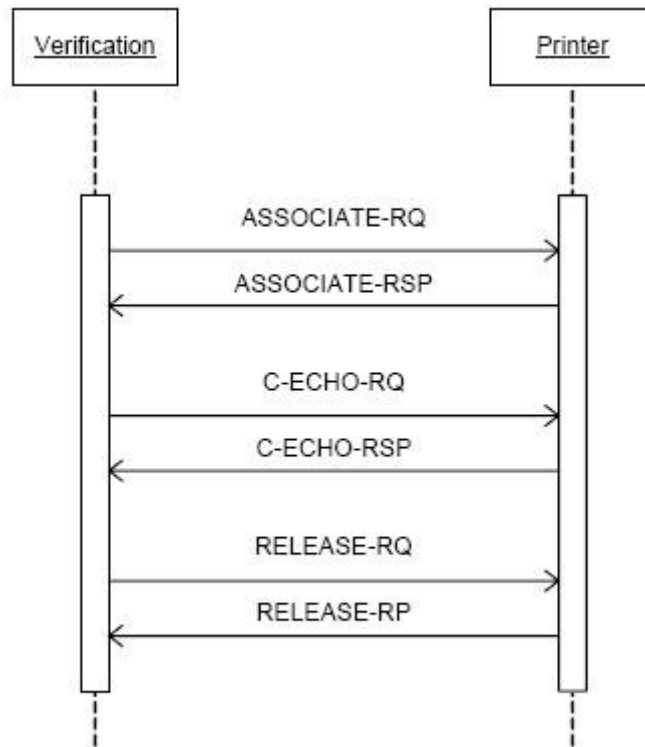 Verification
Printer
ASSOCIATE-RQ
ASSOCIATE-RSP
C-ECHO-RQ
C-ECHO-RSP
RELEASE-RQ
RELEASE-RP